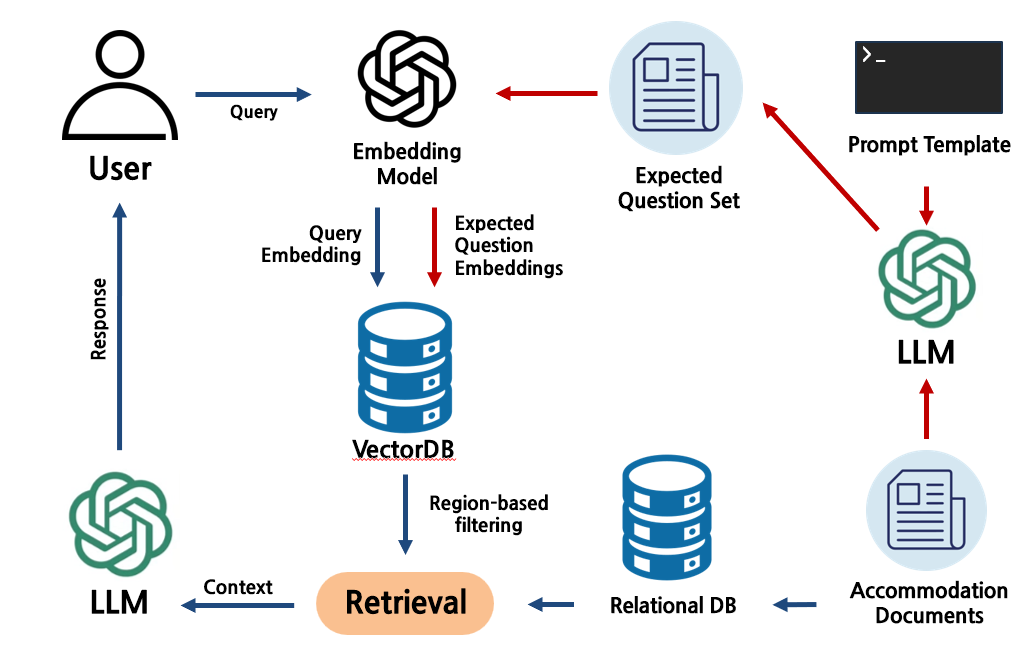 >_
Prompt Template
User
Query
Embedding
Model
Expected
Question Set
Query
Embedding
Expected
Question
Embeddings
LLM
Response
VectorDB
Region-based
filtering
LLM
Context
Retrieval
Relational DB
Accommodation
Documents